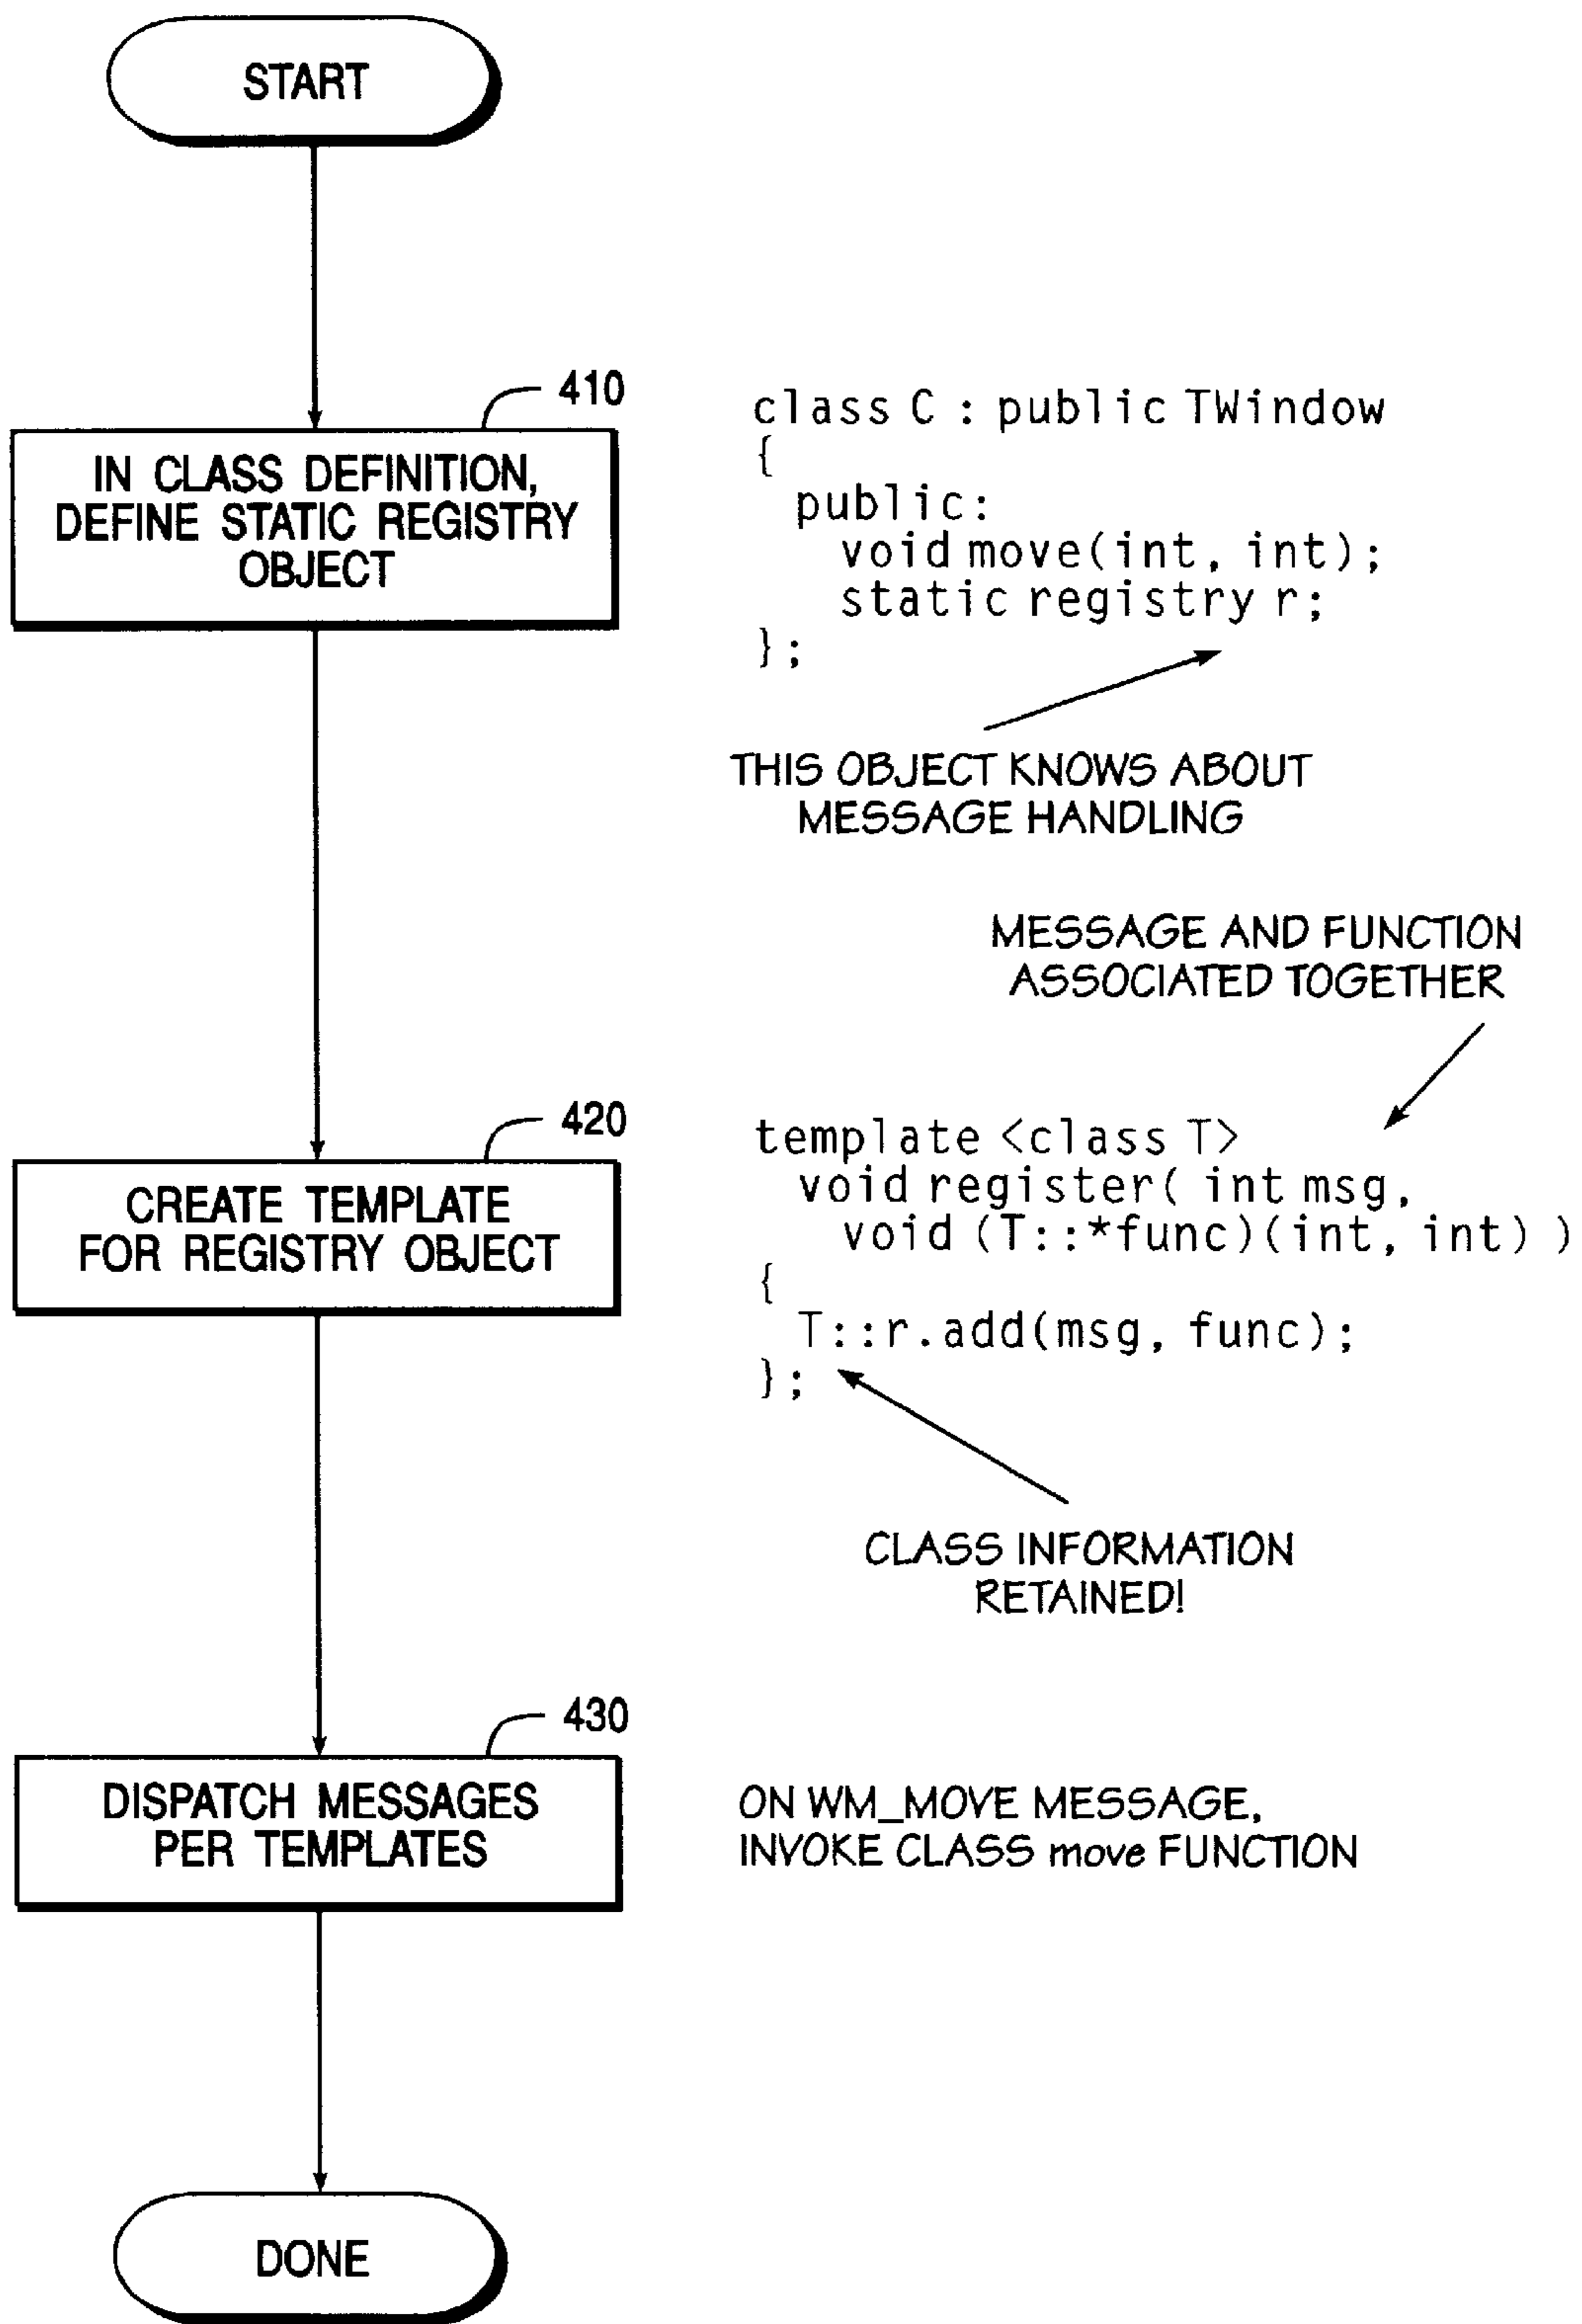 START
410
IN CLASS DEFINITION,
DEFINE STATIC REGISTRY
OBJECT
class C : public TWindow
{
public:
void move(int, int);
static registry r;
};
THIS OBJECT KNOWS ABOUT
MESSAGE HANDLING
MESSAGE AND FUNCTION
ASSOCIATED TOGETHER
420
CREATE TEMPLATE
FOR REGISTRY OBJECT
template <class T>
void register( int msg,
void (T::*func)(int, int) )
{
T::r.add(msg, func);
};
CLASS INFORMATION
RETAINED!
430
DISPATCH MESSAGES
PER TEMPLATES
ON WM_MOVE MESSAGE,
INVOKE CLASS move FUNCTION
DONE